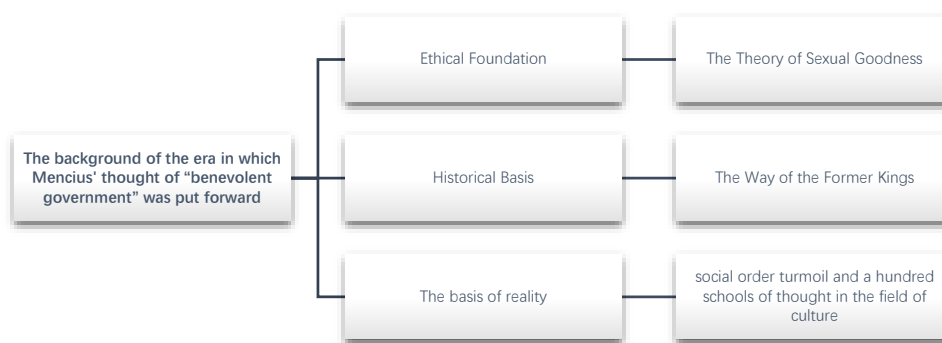 Ethical Foundation
The Theory of Sexual Goodness
The background of the era in which
Mencius' thought of “benevolent
government” was put forward
Historical Basis
The Way of the Former Kings
The basis of reality
social order turmoil and a hundred
schools of thought in the field of
culture